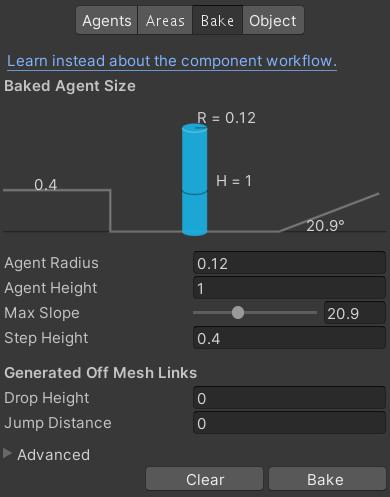 Agents Areas Bake Object
Learn instead about the component workflow.
Baked Agent Size
R = 0.12
0.4
H = 1
20.9°
Agent Radius 0.12
Agent Height 1
Max Slope 20.9
Step Height 0.4
Generated Off Mesh Links
Drop Height 0
Jump Distance 0
Advanced
Clear Bake